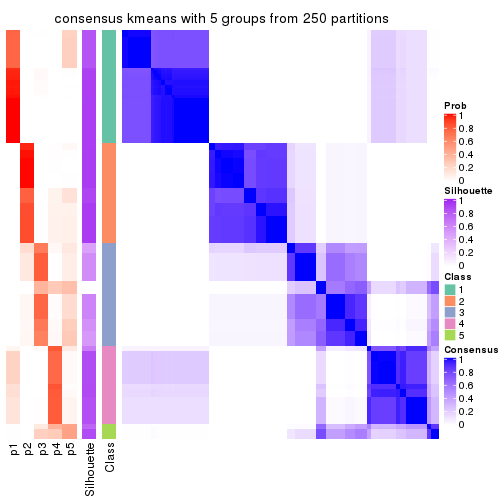 consensus kmeans with 5 groups from 250 partitions
Prob
1
0.8
0.6
0.4
0.2
0
Silhouette
1
0.8
0.6
0.4
0.2
0
Class
1
2
3
4
5
Consensus
1
0.8
0.6
0.4
0.2
0
p1
p2
p3
p4
p5
Silhouette
Class